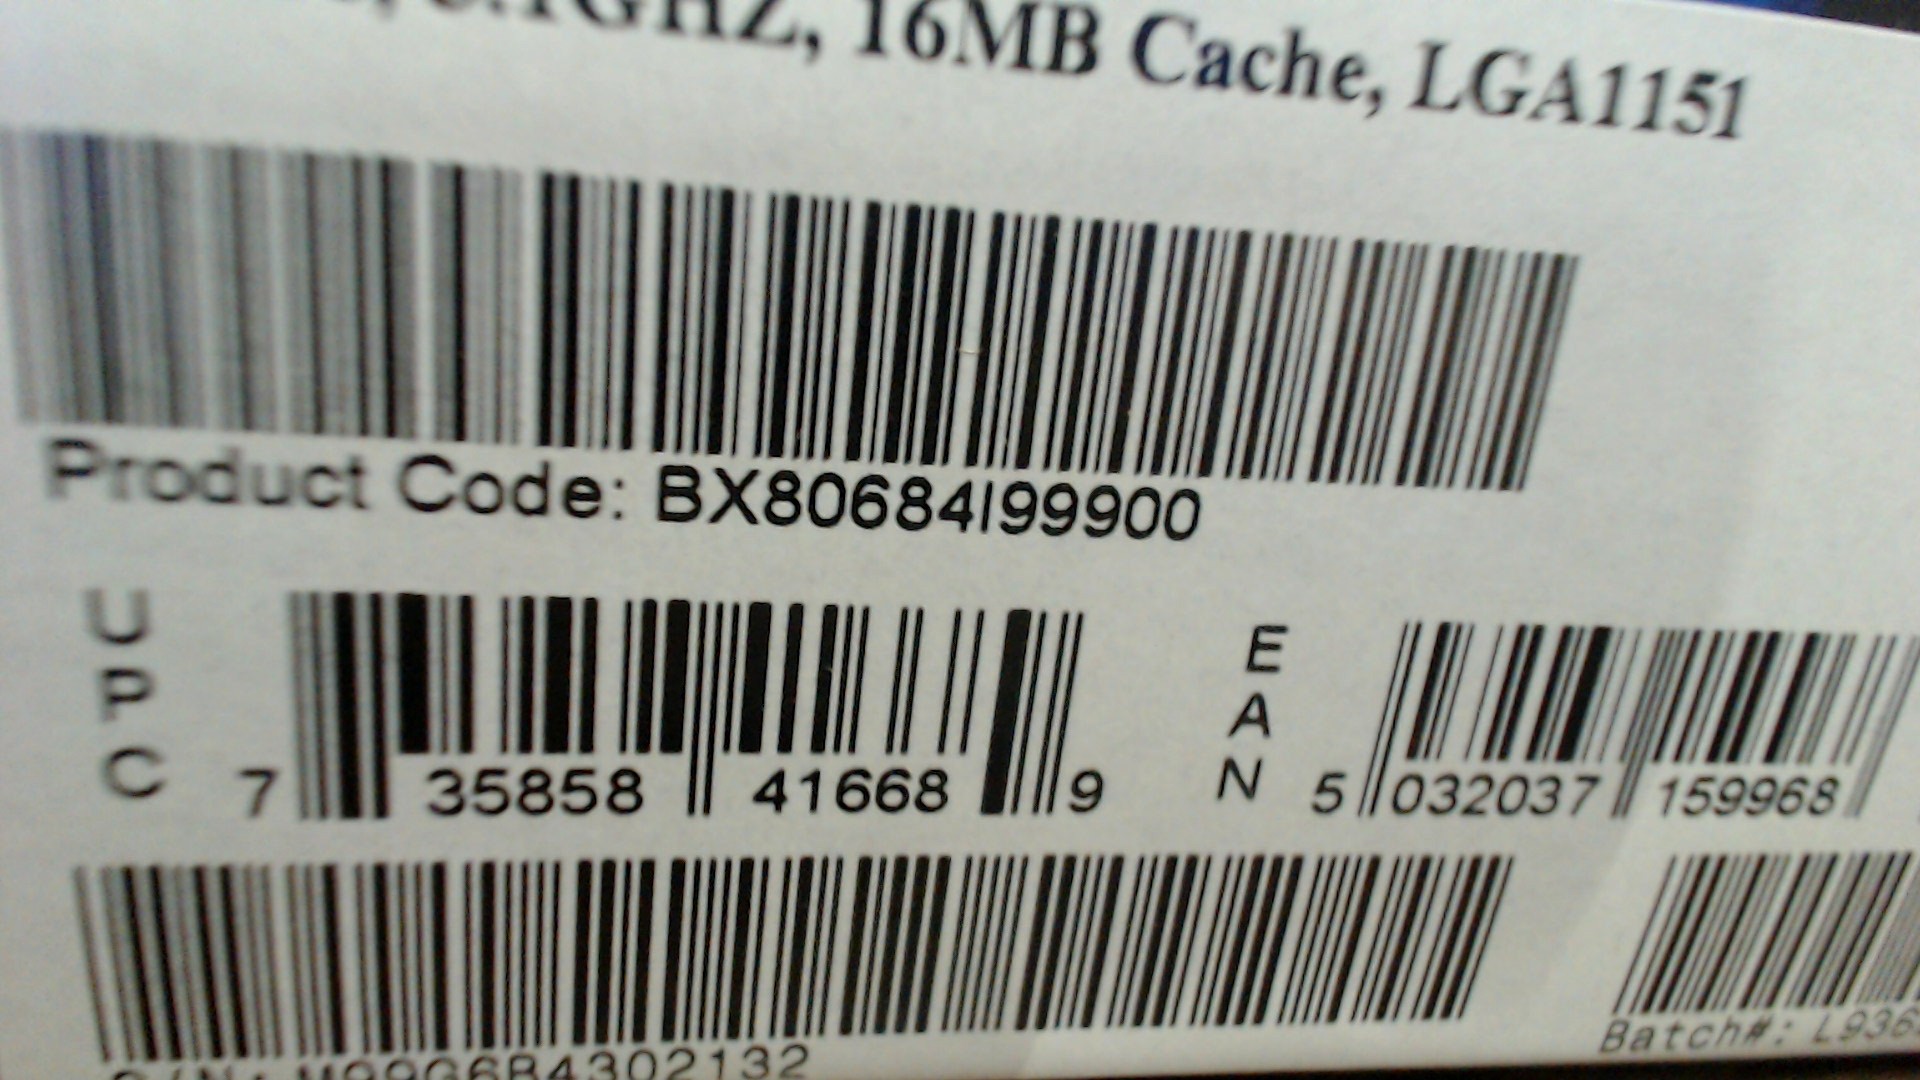 16MB Cache, LGA1151
Product Code: BX80684I99900
UPC
7 35858 41668 9
EAN
5 032037 159968
Batch#: